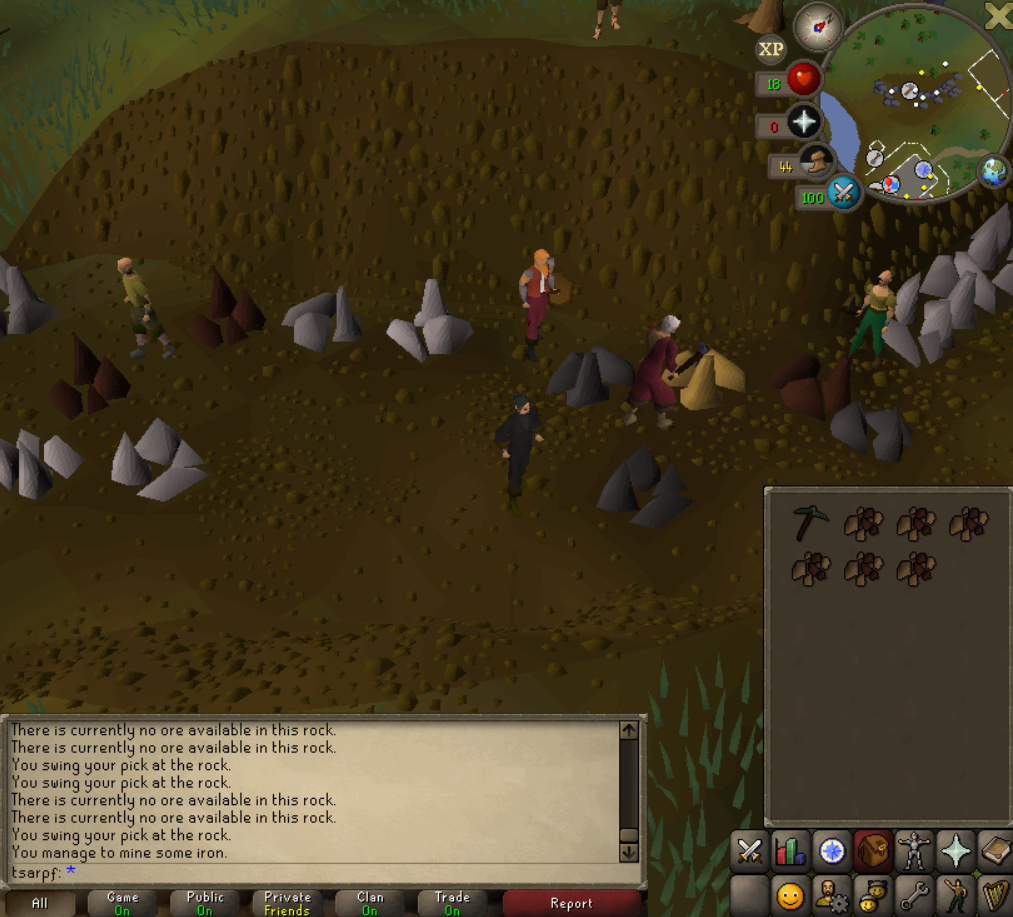 XP
18
0
44
100
There is currently no ore available in this rock.
There is currently no ore available in this rock.
You swing your pick at the rock.
You swing your pick at the rock.
There is currently no ore available in this rock.
There is currently no ore available in this rock.
You swing your pick at the rock.
You manage to mine some iron.
tsarpf: *
All
Game
On
Public
On
Private
Friends
Clan
On
Trade
On
Report